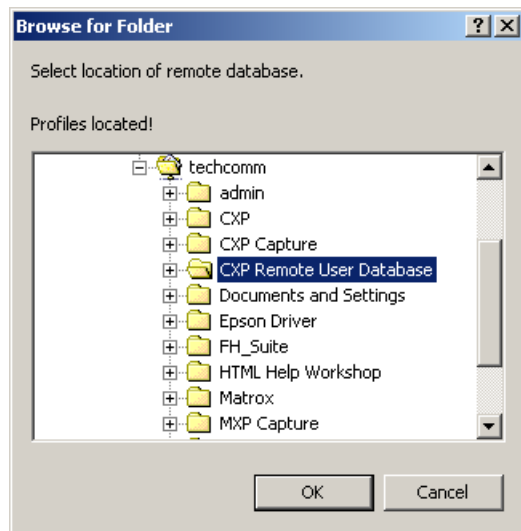 Browse for Folder
Select location of remote database.
Profiles located!
techcomm
admin
CXP
CXP Capture
CXP Remote User Database
Documents and Settings
Epson Driver
FH_Suite
HTML Help Workshop
Matrox
MXP Capture
OK Cancel